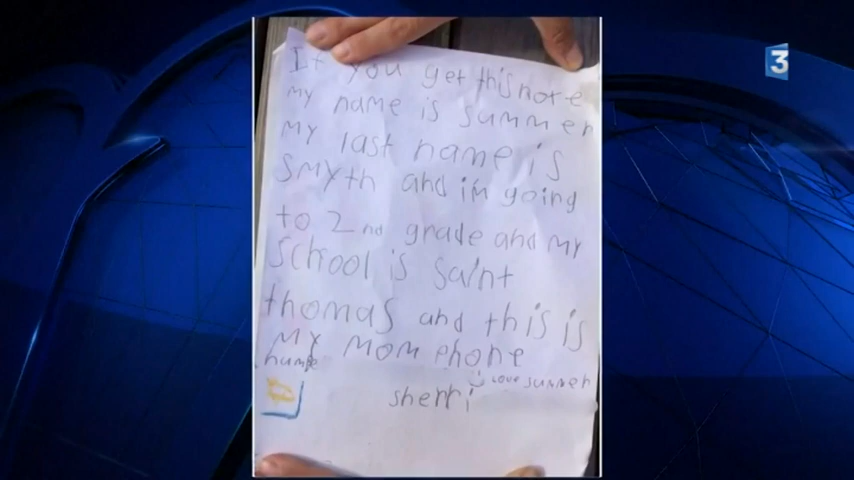 If you get this note
my name is summer
my last name is
smyth and i'm going
to 2nd grade and my
school is saint
thomas and this is
my mom phone
numbe
love summer
sherri
3